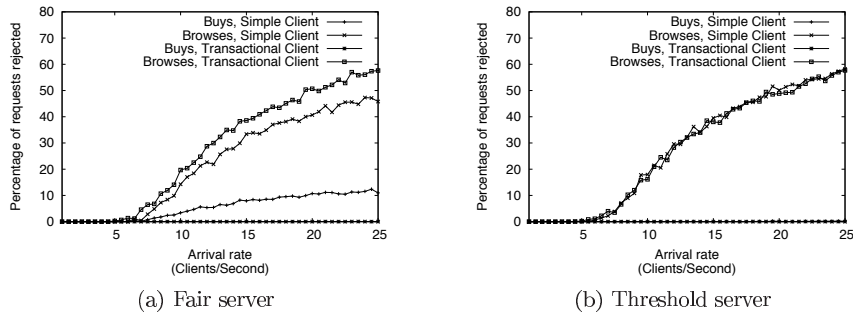 80
70
60
50
40
30
20
10
0
Percentage of requests rejected
Buys, Simple Client
Browses, Simple Client
Buys, Transactional Client
Browses, Transactional Client
5
10
15
20
25
Arrival rate
(Clients/Second)
(a) Fair server
80
70
60
50
40
30
20
10
0
Percentage of requests rejected
Buys, Simple Client
Browses, Simple Client
Buys, Transactional Client
Browses, Transactional Client
5
10
15
20
25
Arrival rate
(Clients/Second)
(b) Threshold server